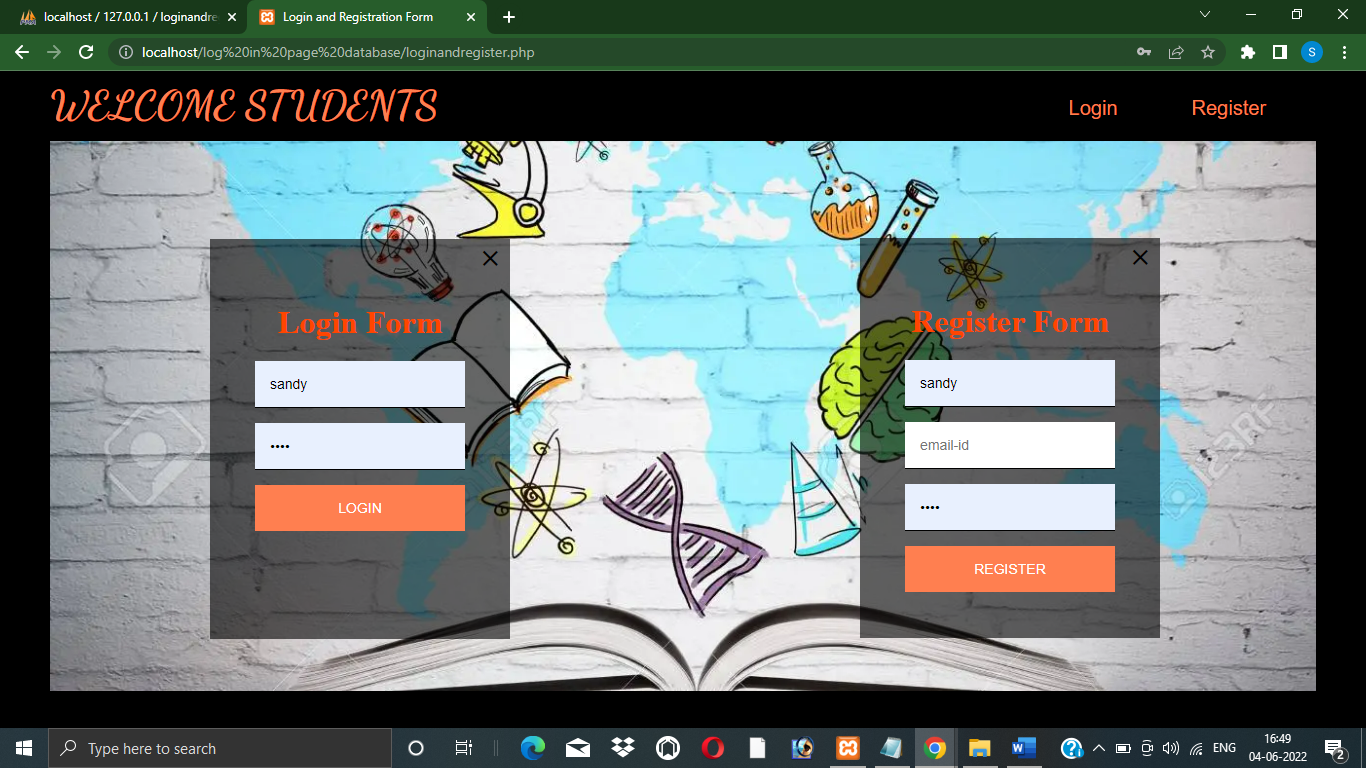 localhost / 127.0.0.1 / loginandre
Login and Registration Form
localhost/log%20in%20page%20database/loginandregister.php
S
WELCOME STUDENTS
Login
Register
Login Form
sandy
••••
LOGIN
Register Form
sandy
email-id
••••
REGISTER
123RF
123RF
Type here to search
ENG
16:49
04-06-2022
2